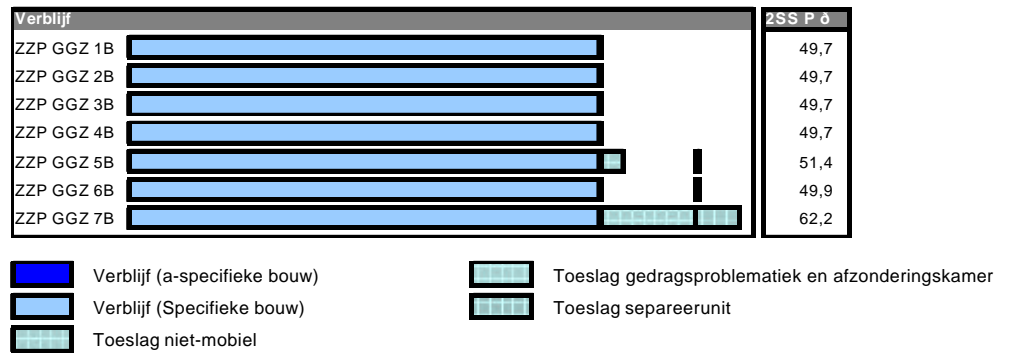 Verblijf 2SS P ð
ZZP GGZ 1B 49,7
ZZP GGZ 2B 49,7
ZZP GGZ 3B 49,7
ZZP GGZ 4B 49,7
ZZP GGZ 5B 51,4
ZZP GGZ 6B 49,9
ZZP GGZ 7B 62,2
Verblijf (a-specifieke bouw)
Verblijf (Specifieke bouw)
Toeslag niet-mobiel
Toeslag gedragsproblematiek en afzonderingskamer
Toeslag separeerunit